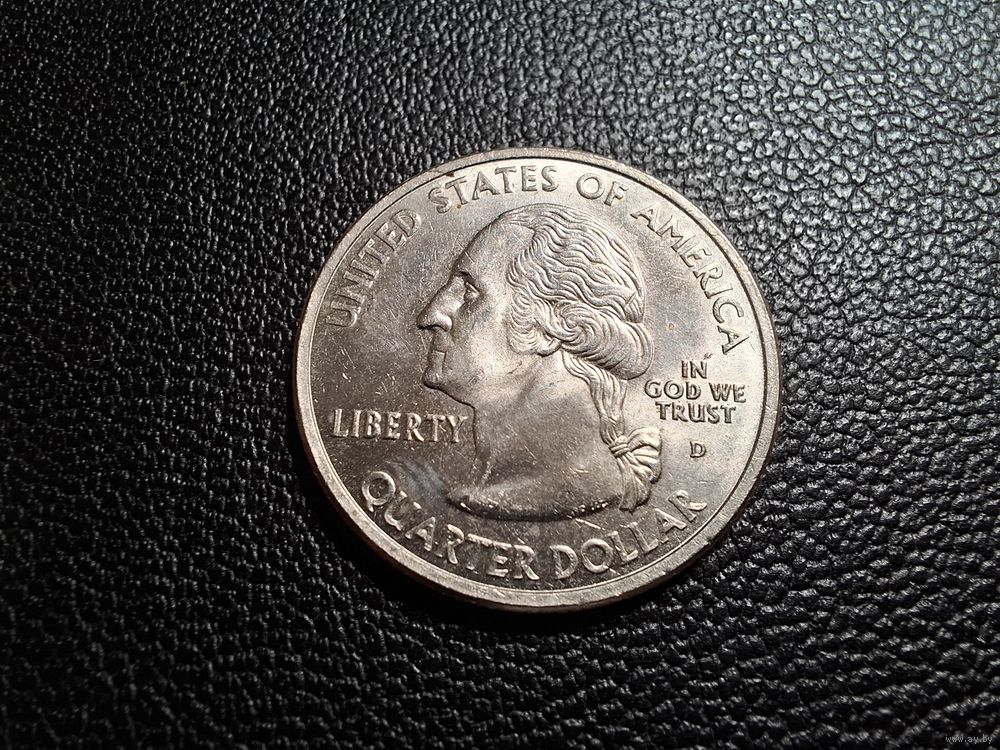 UNITED STATES OF AMERICA
LIBERTY
IN
GOD WE
TRUST
D
QUARTER DOLLAR
www.ay.by